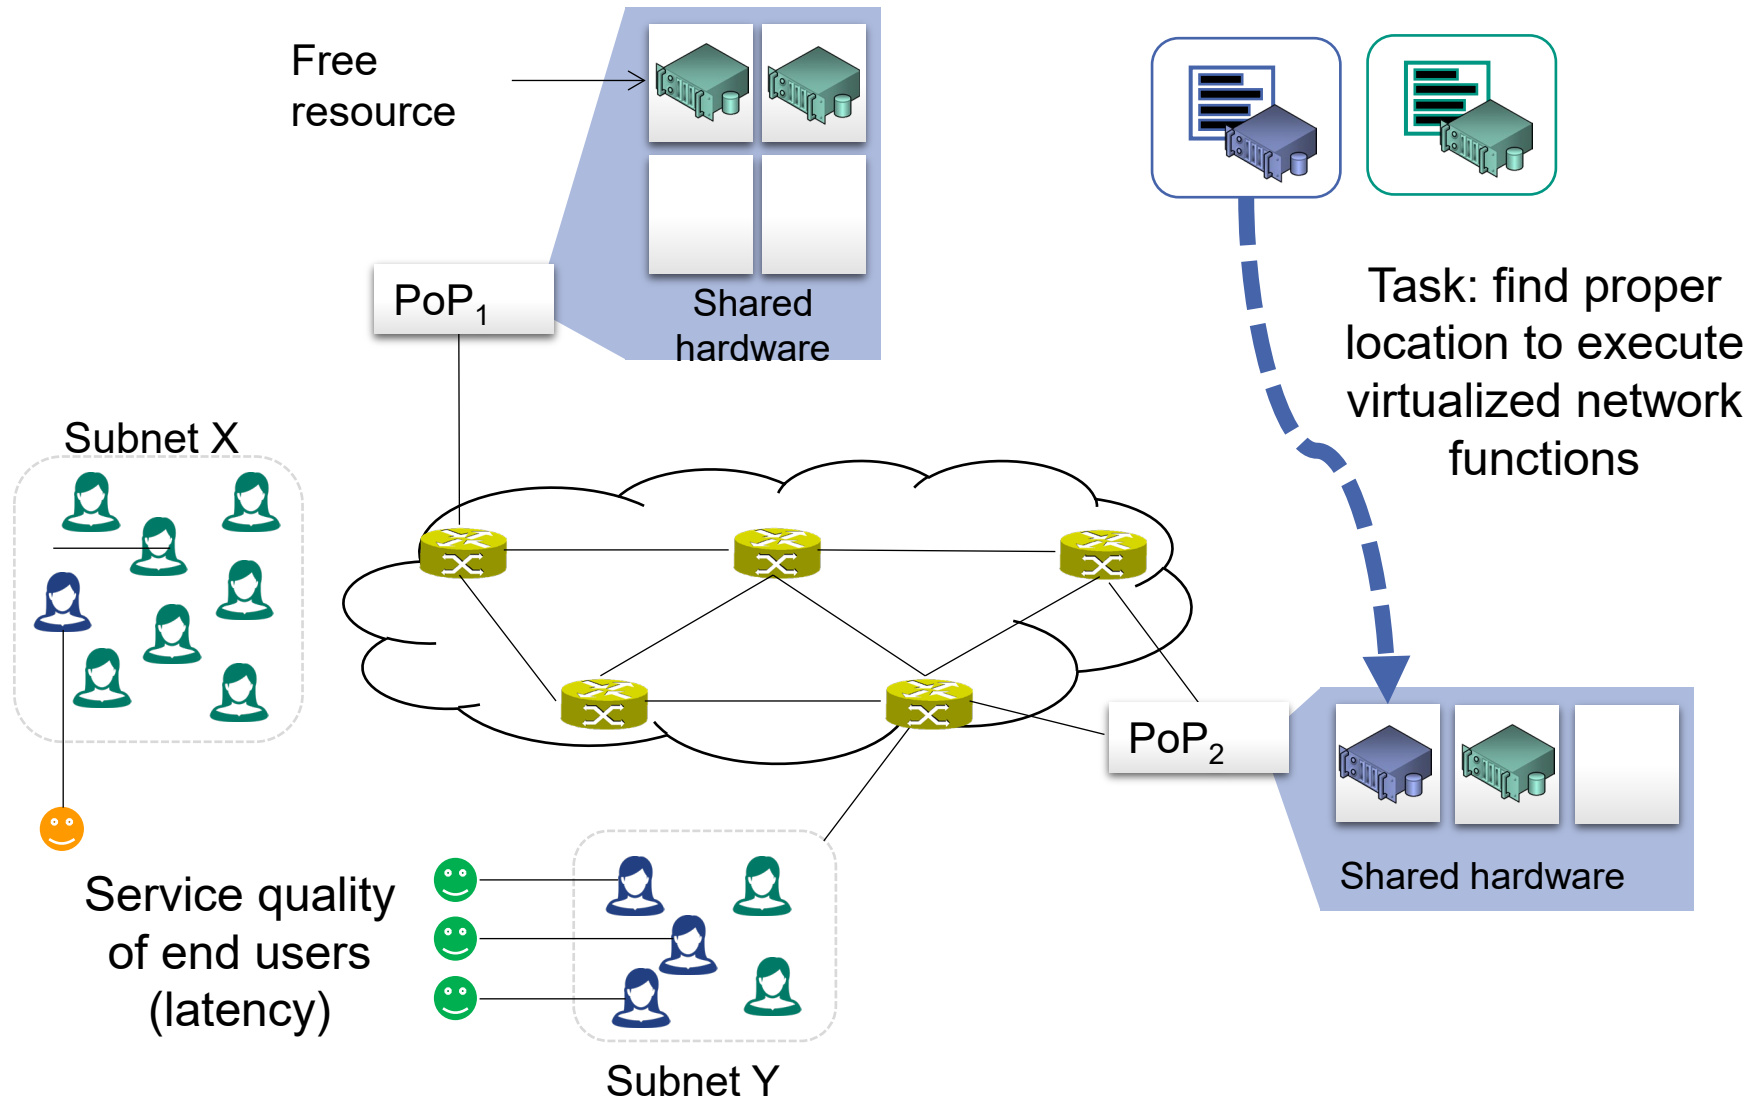 Free
resource
Shared
hardware
PoP1
Task: find proper
location to execute
virtualized network
functions
Subnet X
PoP2
Shared hardware
Service quality
of end users
(latency)
Subnet Y